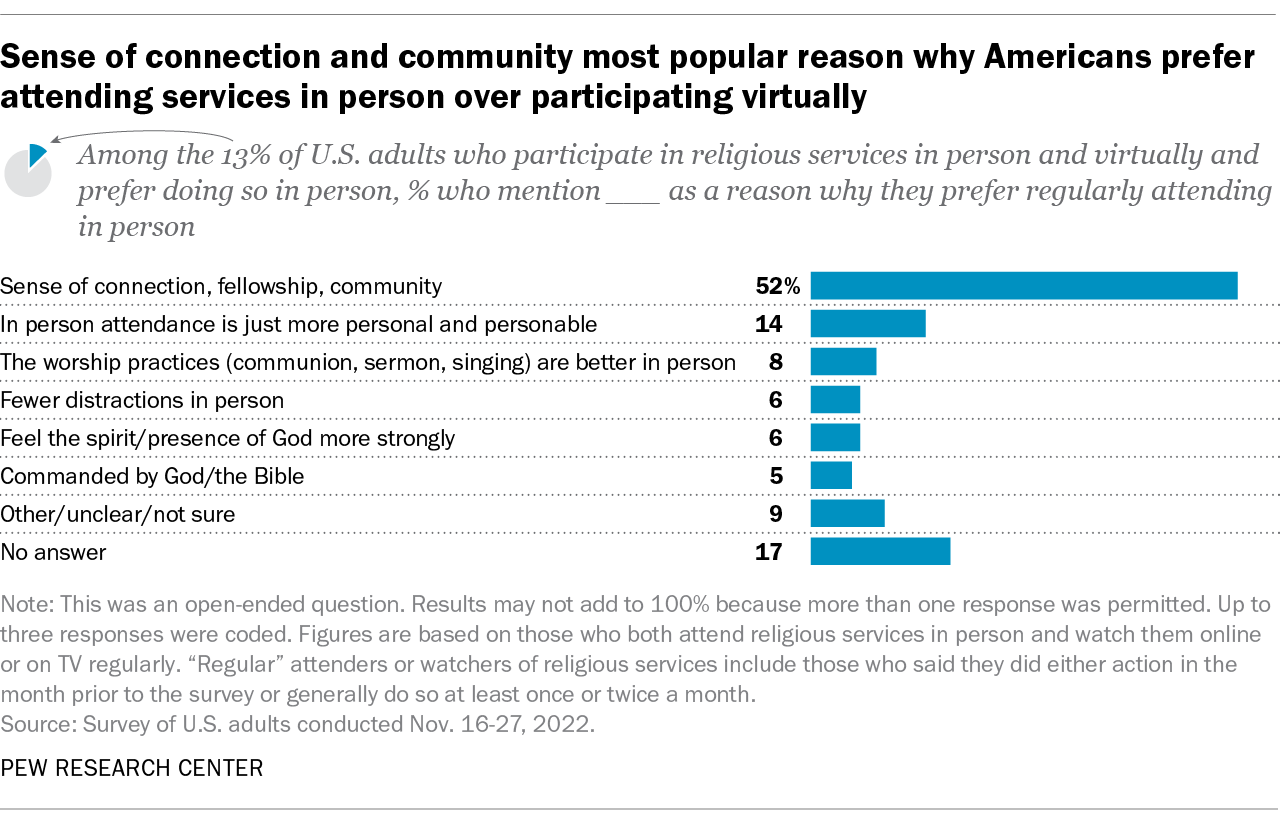 Sense of connection and community most popular reason why Americans prefer
attending services in person over participating virtually
Among the 13% of U.S. adults who participate in religious services in person and virtually and
prefer doing so in person, % who mention ___ as a reason why they prefer regularly attending
in person
Sense of connection, fellowship, community 52%
In person attendance is just more personal and personable 14
The worship practices (communion, sermon, singing) are better in person 8
Fewer distractions in person 6
Feel the spirit/presence of God more strongly 6
Commanded by God/the Bible 5
Other/unclear/not sure 9
No answer 17
Note: This was an open-ended question. Results may not add to 100% because more than one response was permitted. Up to
three responses were coded. Figures are based on those who both attend religious services in person and watch them online
or on TV regularly. “Regular” attenders or watchers of religious services include those who said they did either action in the
month prior to the survey or generally do so at least once or twice a month.
Source: Survey of U.S. adults conducted Nov. 16-27, 2022.
PEW RESEARCH CENTER